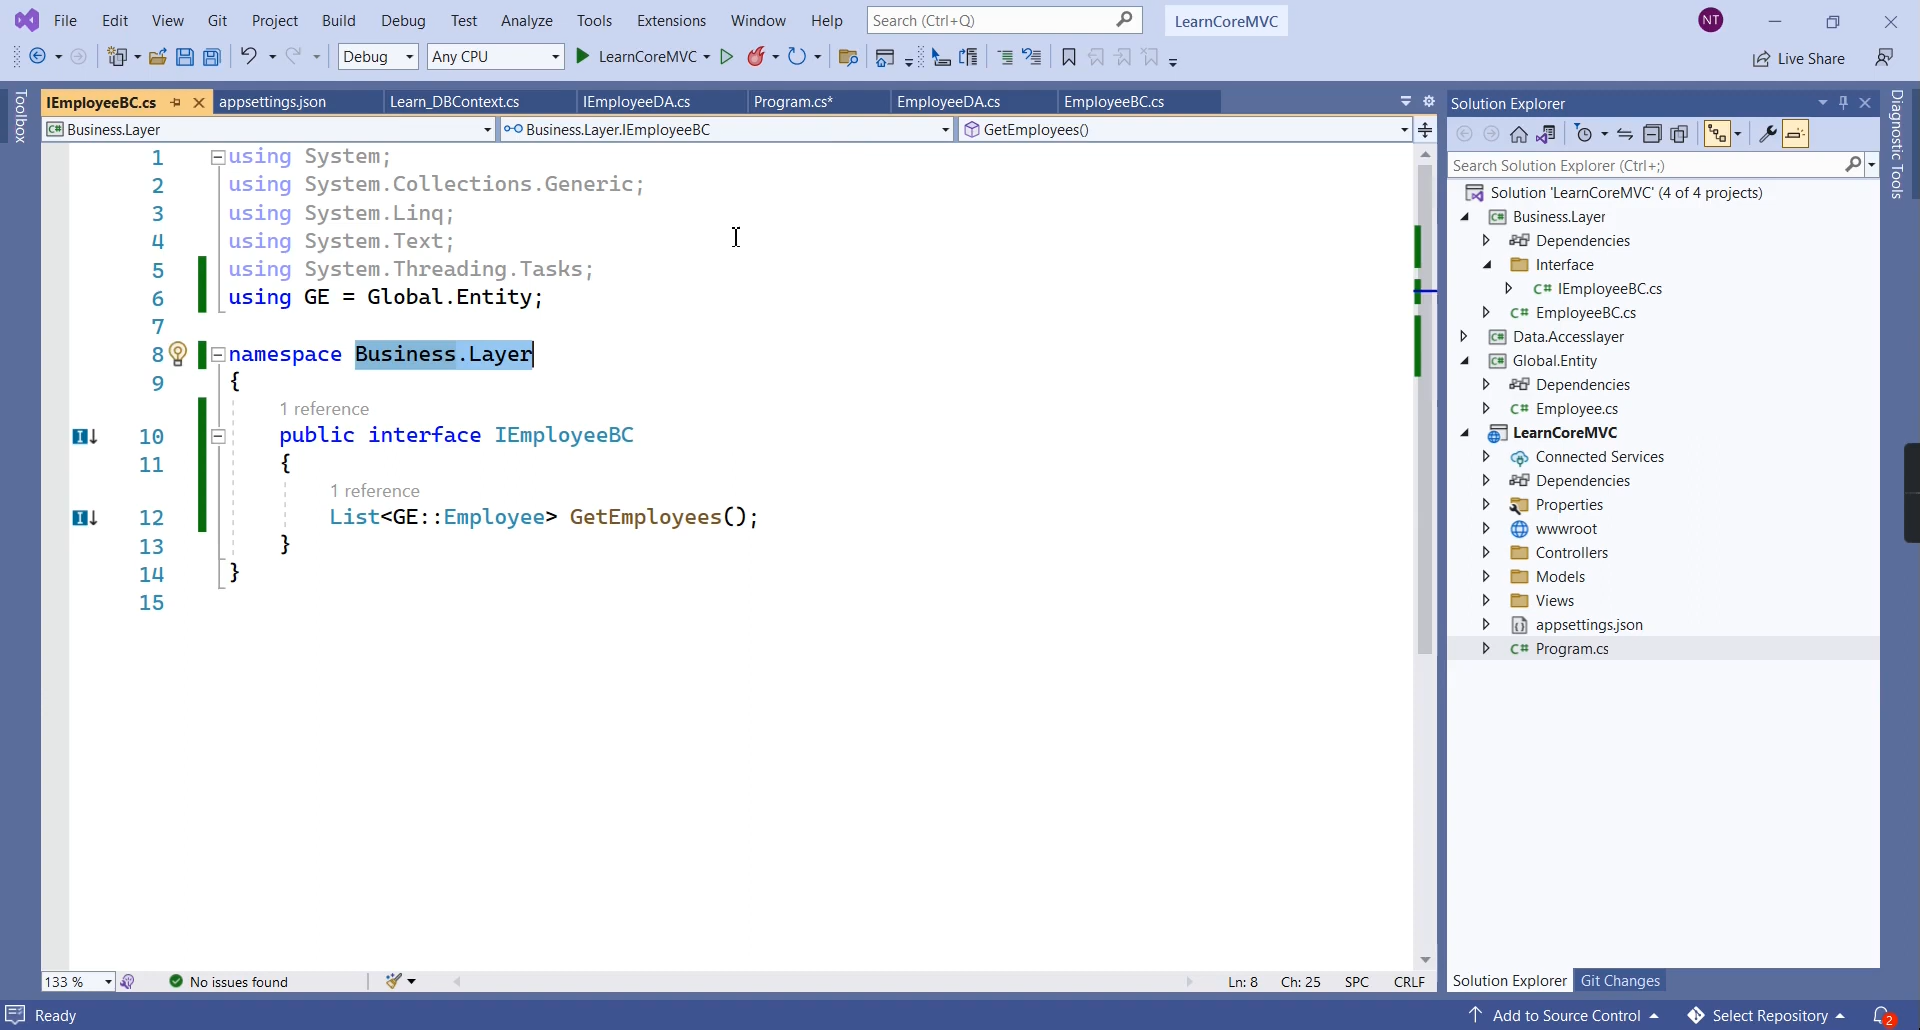 File Edit View Git Project Build Debug Test Analyze Tools Extensions Window Help Search (Ctrl+Q) LearnCoreMVC NT
Debug Any CPU LearnCoreMVC Live Share
Toolbox
IEmployeeBC.cs appsettings.json Learn_DBContext.cs IEmployeeDA.cs Program.cs* EmployeeDA.cs EmployeeBC.cs
C# Business.Layer Business.Layer.IEmployeeBC GetEmployees()
1 using System;
2 using System.Collections.Generic;
3 using System.Linq;
4 using System.Text;
5 using System.Threading.Tasks;
6 using GE = Global.Entity;
7
8 namespace Business.Layer
9 {
1 reference
10 public interface IEmployeeBC
11 {
1 reference
12 List<GE::Employee> GetEmployees();
13 }
14 }
15
133 % No issues found Ln: 8 Ch: 25 SPC CRLF
Solution Explorer
Search Solution Explorer (Ctrl+;)
Solution 'LearnCoreMVC' (4 of 4 projects)
C# Business.Layer
Dependencies
Interface
C# IEmployeeBC.cs
C# EmployeeBC.cs
C# Data.Accesslayer
C# Global.Entity
Dependencies
C# Employee.cs
LearnCoreMVC
Connected Services
Dependencies
Properties
wwwroot
Controllers
Models
Views
appsettings.json
C# Program.cs
Solution Explorer Git Changes
Diagnostic Tools
Ready Add to Source Control Select Repository 2